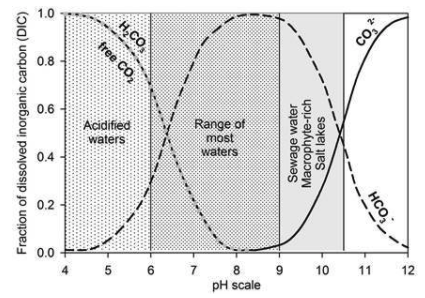 Fraction of dissolved inorganic carbon (DIC)
1.0
0.8
0.6
0.4
0.2
0.0
H₂CO₃
free CO₂
Acidified
waters
Range of
most
waters
Sewage water
Macrophyte-rich
Salt lakes
CO₃²⁻
HCO₃⁻
4 5 6 7 8 9 10 11 12
pH scale